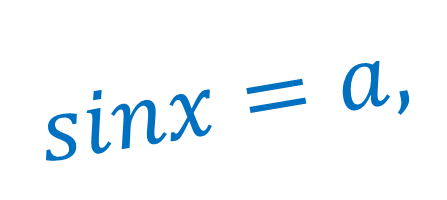 sinx = a,